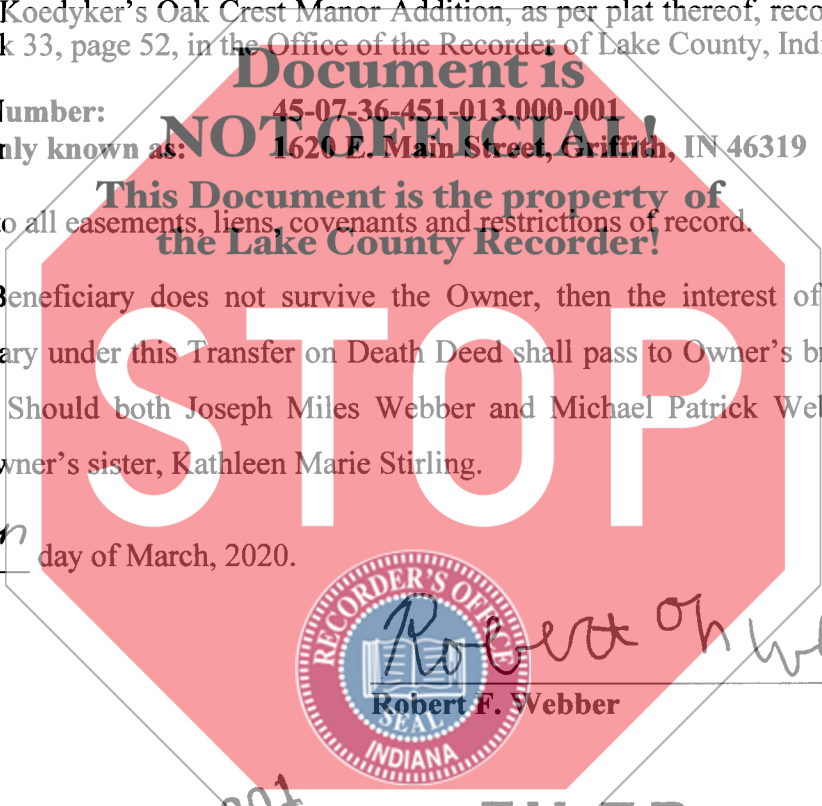 Koedyker's Oak Crest Manor Addition, as per plat thereof, reco
k 33, page 52, in the Office of the Recorder of Lake County, Indi
Document is
umber: 45-07-36-451-013.000-001
NOT OFFICIAL!
nly known as: 1620 E. Main Street, Griffith, IN 46319
This Document is the property of
o all easements, liens, covenants and restrictions of record.
the Lake County Recorder!
Beneficiary does not survive the Owner, then the interest of
ary under this Transfer on Death Deed shall pass to Owner's br
STOP
Should both Joseph Miles Webber and Michael Patrick Web
wner's sister, Kathleen Marie Stirling.
day of March, 2020.
RECORDER'S OFFICE
SEAL
INDIANA
Robert F. Webber